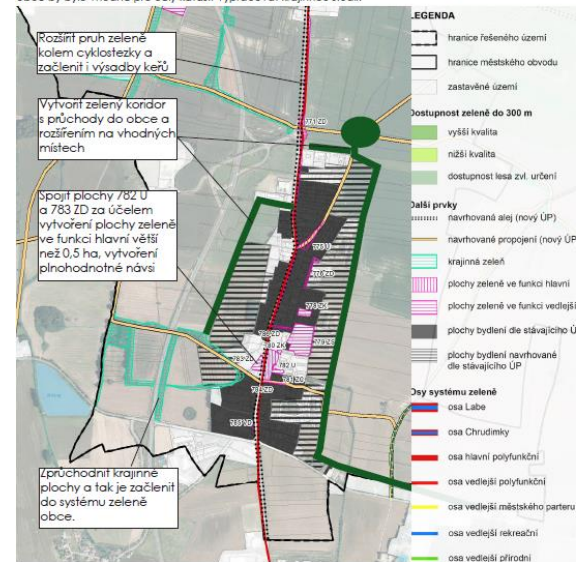 Rozšířit pruh zeleně
kolem cyklostezky a
začlenit i výsadby keřů
Vytvořit zelený koridor
s průchody do obce a
rozšířením na vhodných
místech
Spojit plochy 782 U
a 783 ZD za účelem
vytvoření plochy zeleně
ve funkci hlavní větší
než 0,5 ha, vytvoření
plnohodnotné návsi
Zprůchodnit krajinné
plochy a tak je začlenit
do systému zeleně
obce.
775 U
783 ZD
782 U
LEGENDA
hranice řešeného území
hranice městského obvodu
zastavěné území
Dostupnost zeleně do 300 m
vyšší kvalita
nižší kvalita
dostupnost lesa zvl. určení
Další prvky
navrhovaná alej (nový ÚP)
navrhované propojení (nový ÚP)
krajinná zeleň
plochy zeleně ve funkci hlavní
plochy zeleně ve funkci vedlejší
plochy bydlení dle stávajícího Ú
plochy bydlení navrhované
dle stávajícího ÚP
Osy systému zeleně
osa Labe
osa Chrudimky
osa hlavní polyfunkční
osa vedlejší polyfunkční
osa vedlejší městského parteru
osa vedlejší rekreační
osa vedlejší přírodní